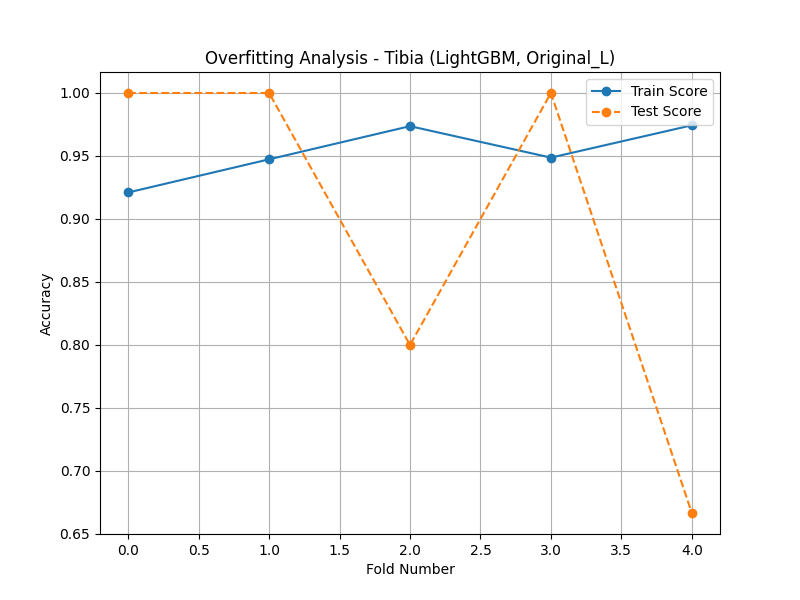 Overfitting Analysis - Tibia (LightGBM, Original_L)
Train Score
Test Score
1.00
0.95
0.90
0.85
0.80
0.75
0.70
0.65
Accuracy
0.0 0.5 1.0 1.5 2.0 2.5 3.0 3.5 4.0
Fold Number